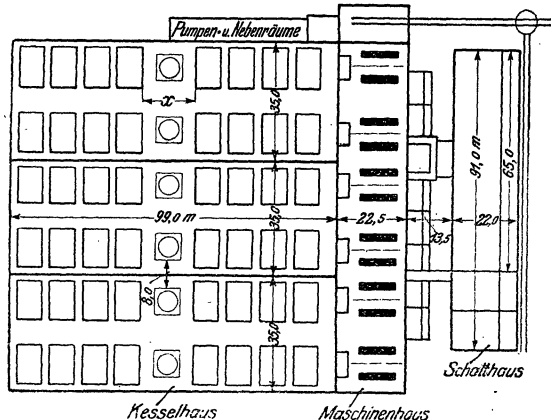 Pumpen- u. Nebenräume
x
35,0
35,0
35,0
99,0 m
22,5
13,5
22,0
91,0 m
65,0
8,0
Kesselhaus
Maschinenhaus
Schalthaus